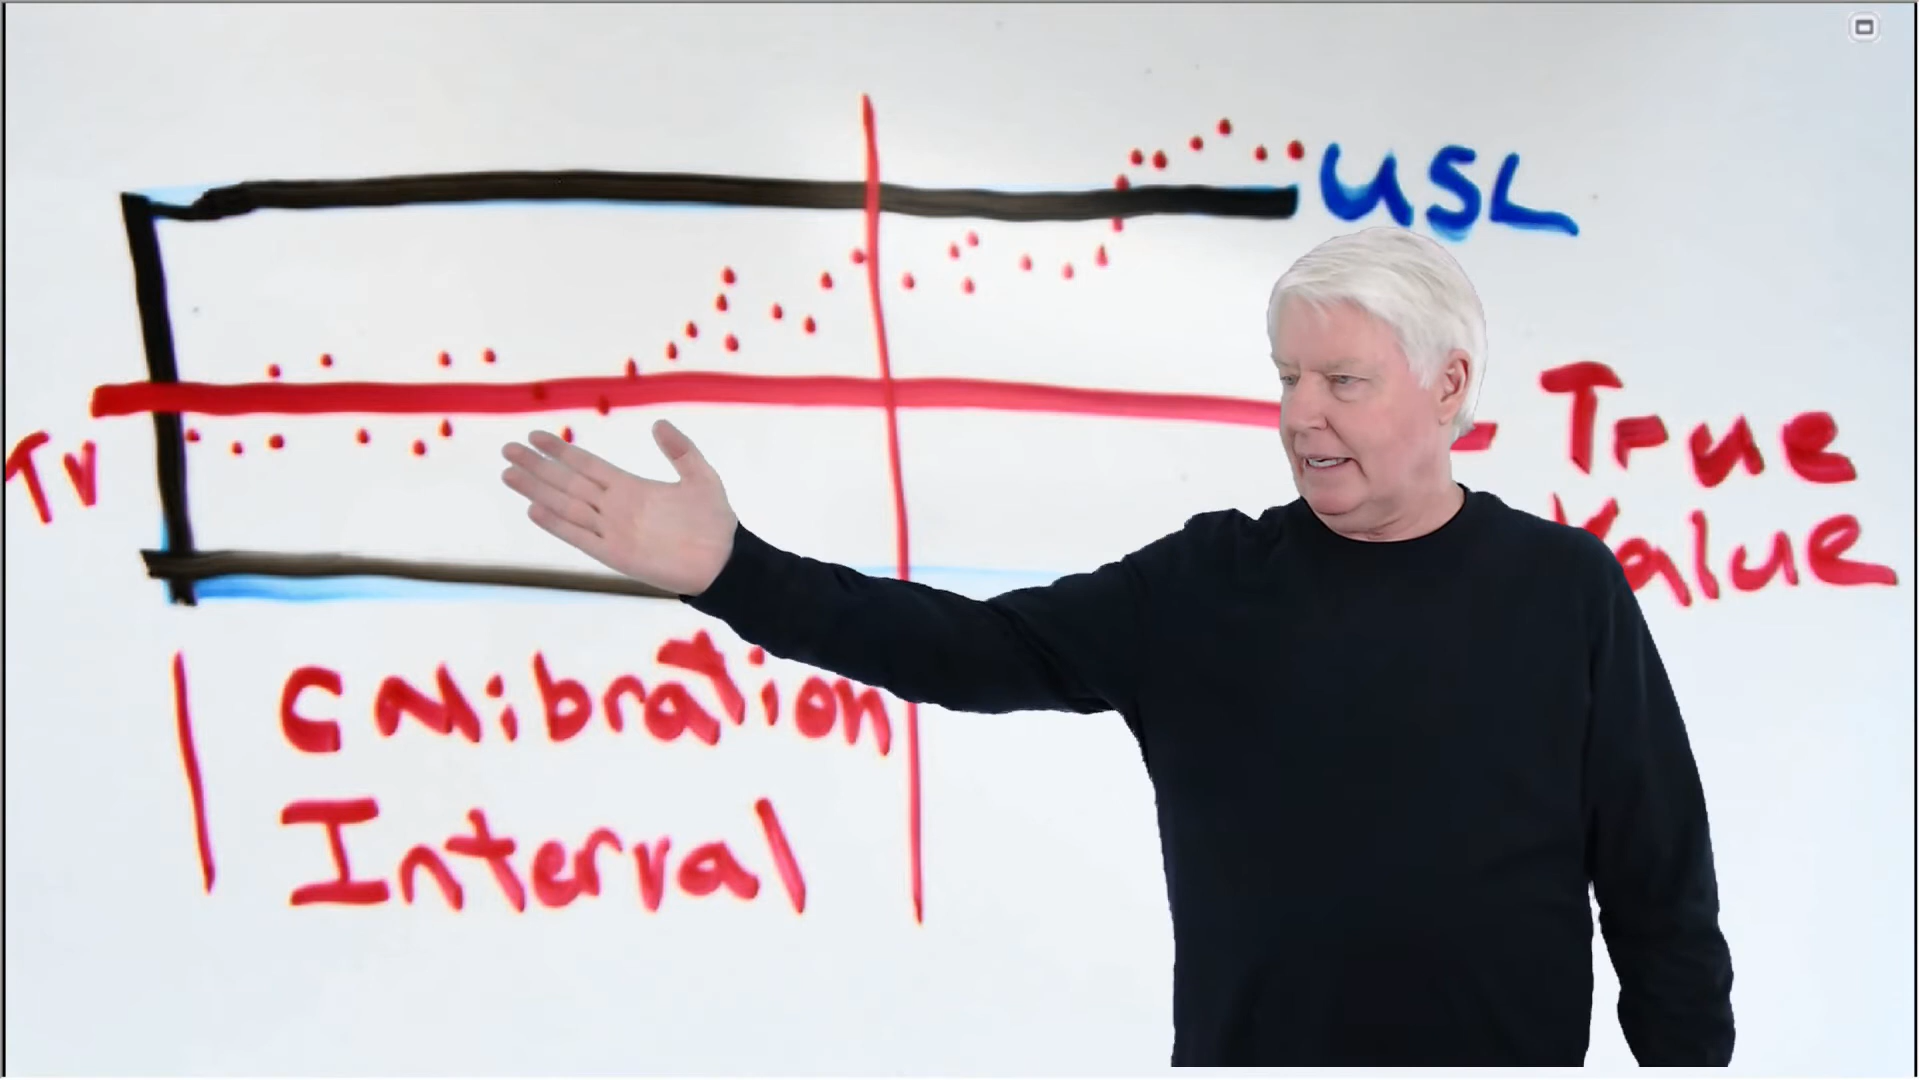 USL
Tv
True
Value
Calibration
Interval